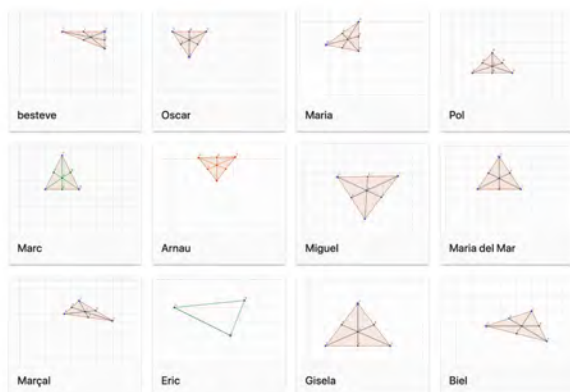 besteve
Oscar
Maria
Pol
Marc
Arnau
Miguel
Maria del Mar
Marçal
Eric
Gisela
Biel